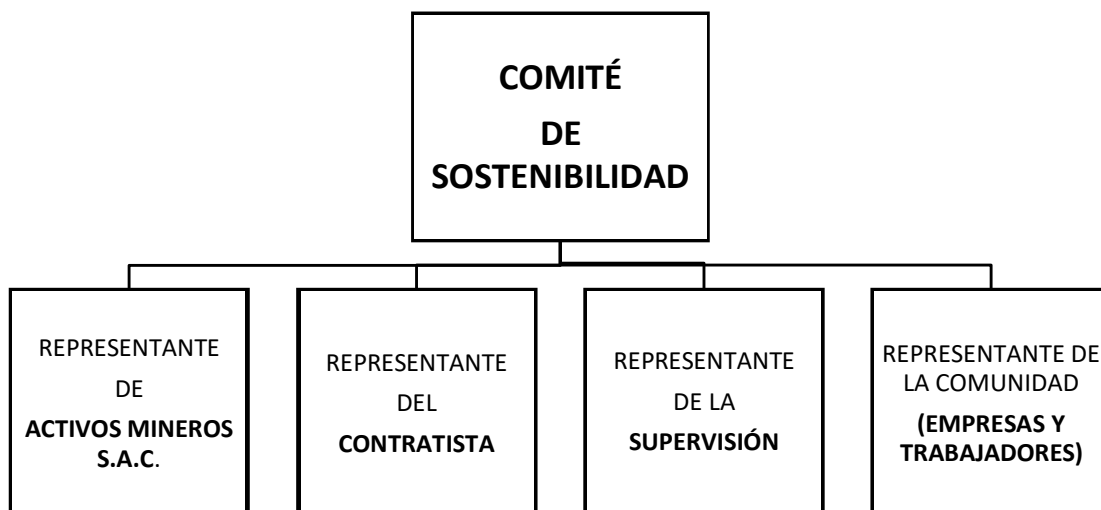 COMITÉ
DE
SOSTENIBILIDAD
REPRESENTANTE
DE
ACTIVOS MINEROS
S.A.C.
REPRESENTANTE
DEL
CONTRATISTA
REPRESENTANTE
DE LA
SUPERVISIÓN
REPRESENTANTE DE
LA COMUNIDAD
(EMPRESAS Y
TRABAJADORES)